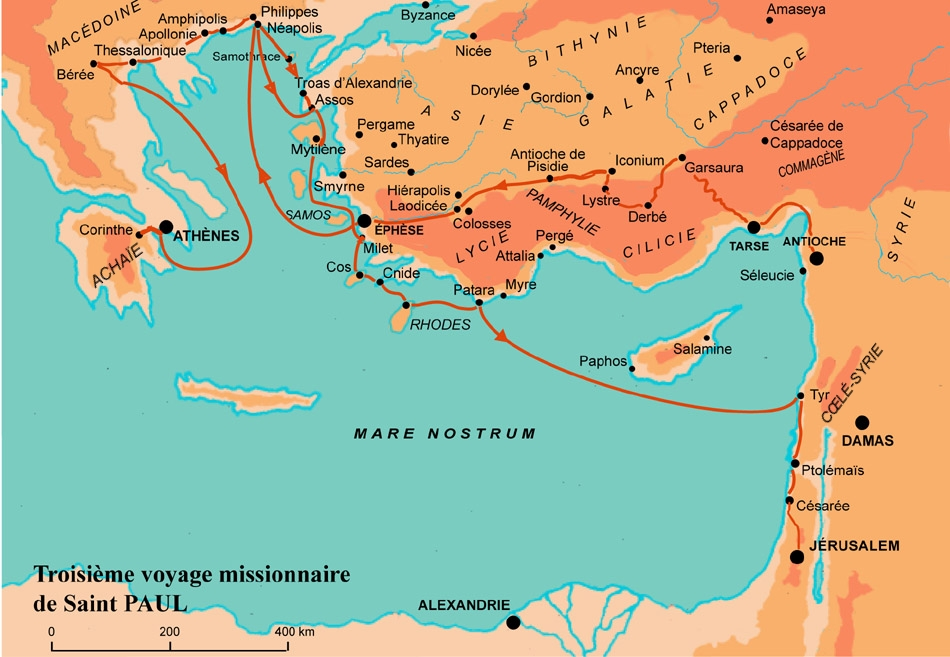 Amaseya
Philippes
Byzance
Amphipolis
Néapolis
MACÉDOINE
Apollonie
BITHYNIE
Nicée
Thessalonique
Pteria
Samothrace
Bérée
Ancyre
CAPPADOCE
Troas d'Alexandrie
Dorylée
Gordion
GALATIE
Assos
ASIE
Pergame
Césarée de
Cappadoce
Thyatire
Mytilène
Antioche de
Pisidie
Iconium
COMMAGÈNE
Sardes
Garsaura
Smyrne
Hiérapolis
Laodicée
Lystre
PAMPHYLIE
SAMOS
Derbé
Colosses
Corinthe
ATHÈNES
ÉPHÈSE
SYRIE
Pergé
CILICIE
LYCIE
TARSE
ANTIOCHE
Milet
Attalia
ACHAÏE
Cos
Cnide
Séleucie
Patara
Myre
RHODES
Salamine
Paphos
CŒLÉ-SYRIE
Tyr
MARE NOSTRUM
DAMAS
Ptolémaïs
Césarée
JÉRUSALEM
Troisième voyage missionnaire
de Saint PAUL
ALEXANDRIE
0 200 400 km